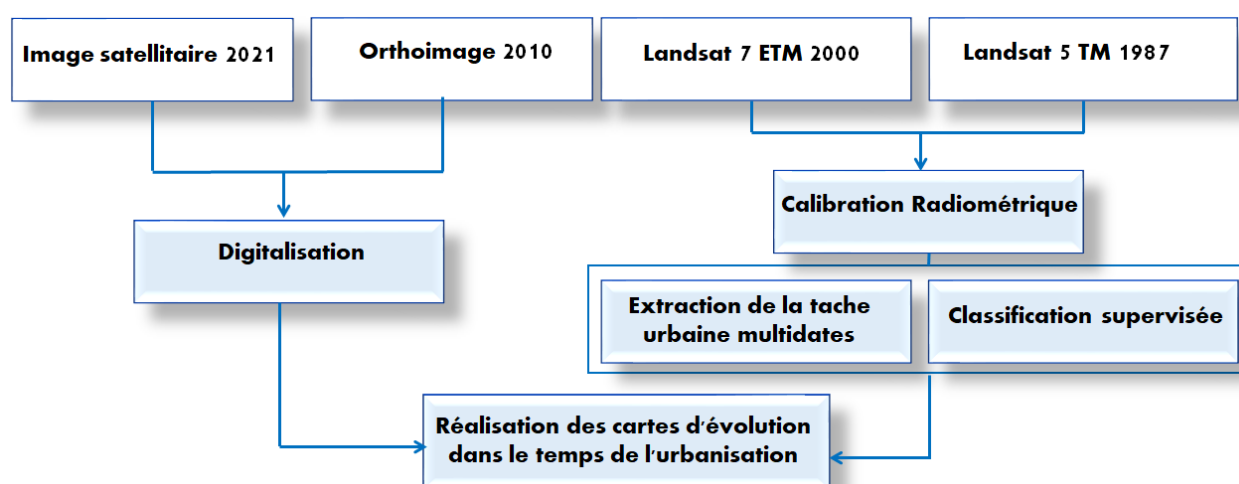 Image satellitaire 2021
Orthoimage 2010
Landsat 7 ETM 2000
Landsat 5 TM 1987
Calibration Radiométrique
Digitalisation
Extraction de la tache
urbaine multidates
Classification supervisée
Réalisation des cartes d'évolution
dans le temps de l'urbanisation